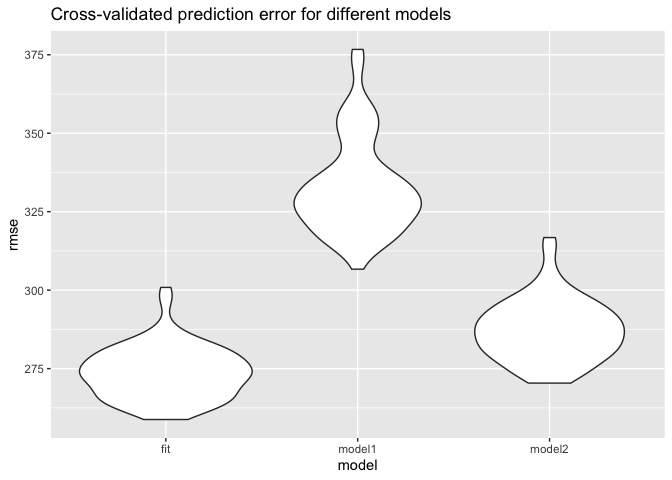 Cross-validated prediction error for different models
375
350
325
300
275
rmse
fit model1 model2
model